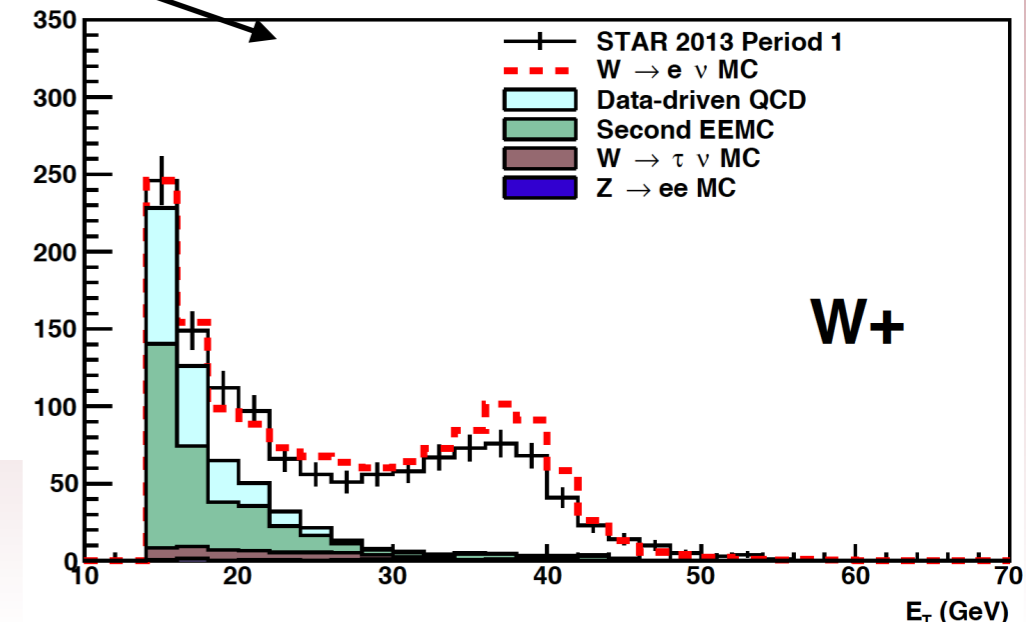 350
300
250
200
150
100
50
0
10 20 30 40 50 60 70
E_T (GeV)
STAR 2013 Period 1
W → e ν MC
Data-driven QCD
Second EEMC
W → τ ν MC
Z → ee MC
W+